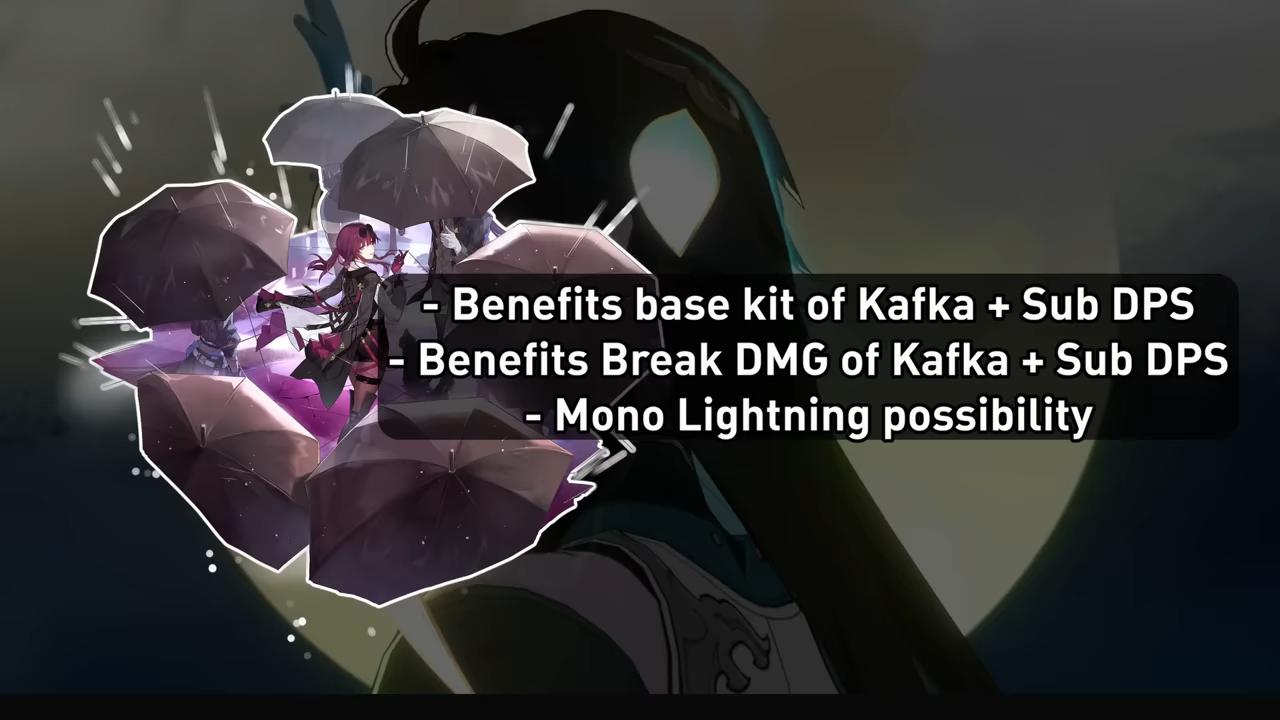 - Benefits base kit of Kafka + Sub DPS
- Benefits Break DMG of Kafka + Sub DPS
- Mono Lightning possibility